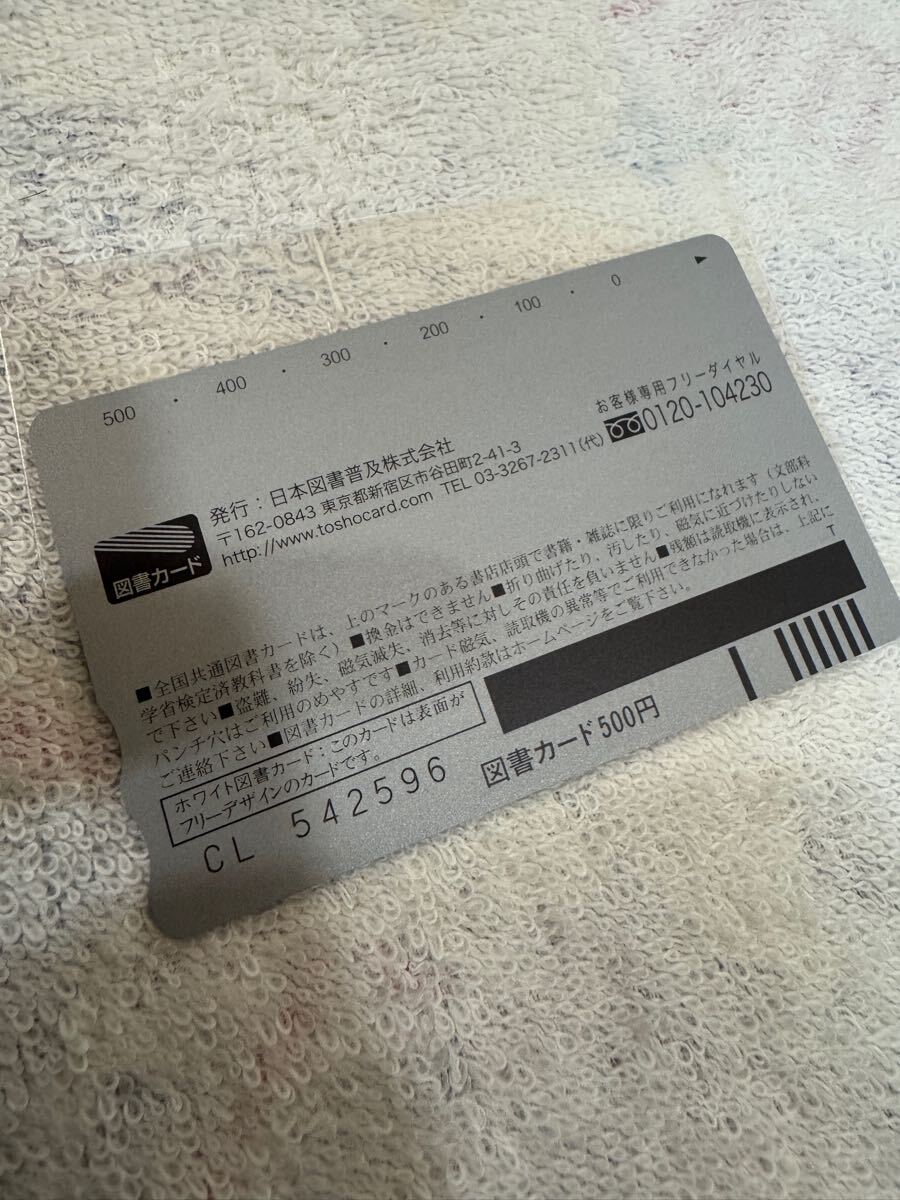 500 ・ 400 ・ 300 ・ 200 ・ 100 ・ 0
図書カード
発行：日本図書普及株式会社
〒162-0843 東京都新宿区市谷田町2-41-3
http://www.toshocard.com TEL 03-3267-2311(代)
お客様専用フリーダイヤル
0120-104230
■全国共通図書カードは、上のマークのある書店店頭で書籍・雑誌に限りご利用になれます（文部科
学省検定済教科書を除く）■換金はできません■折り曲げたり、汚したり、磁気に近づけたりしない
で下さい■盗難、紛失、磁気減失、消去等に対しその責任を負いません■残額は読取機に表示され、
パンチ穴はご利用のめやすです■カード磁気、読取機の異常等でご利用できなかった場合は、上記に
ご連絡下さい■図書カードの詳細、利用約款はホームページをご覧下さい。
T
ホワイト図書カード：このカードは表面が
フリーデザインのカードです。
図書カード500円
CL 542596